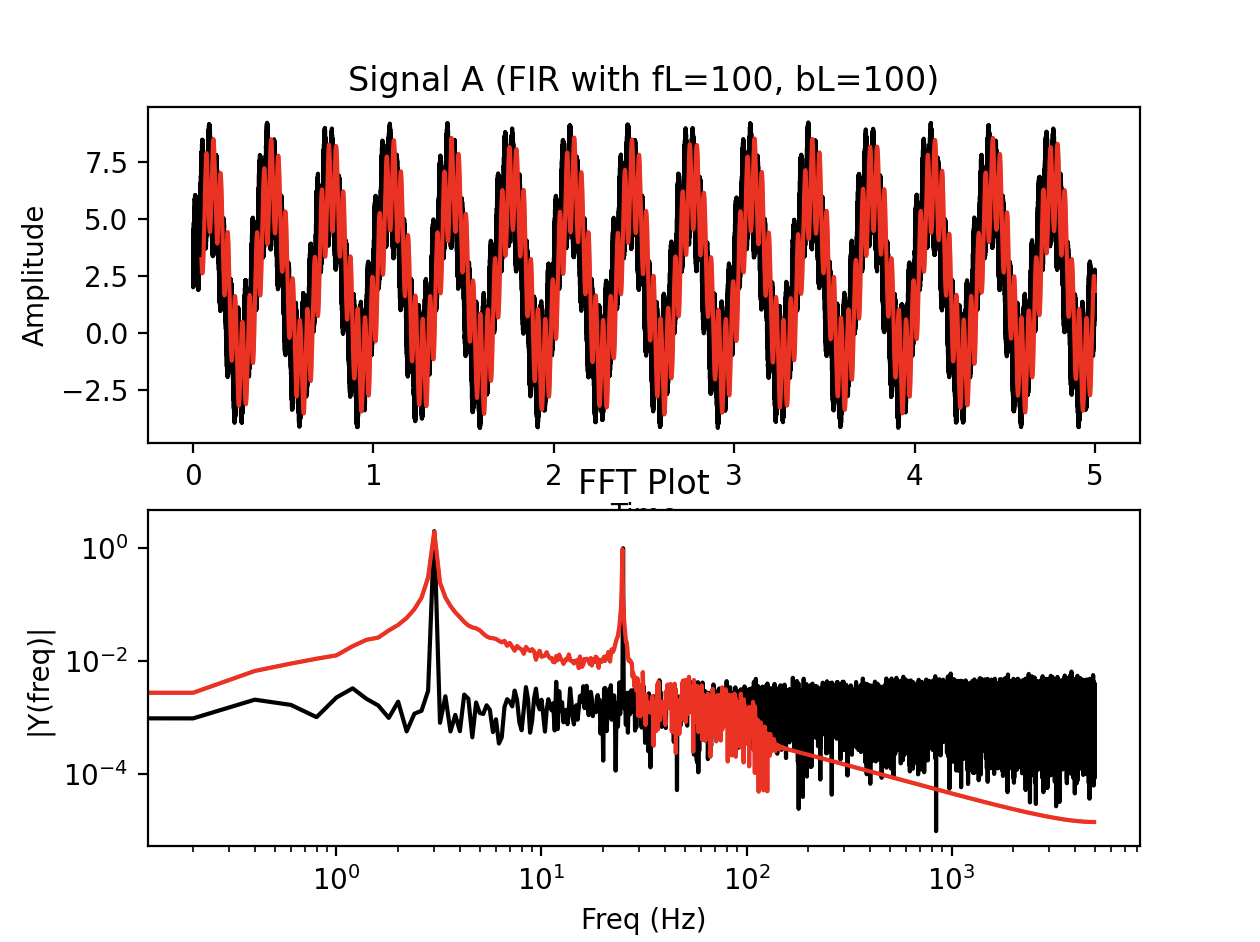 Signal A (FIR with fL=100, bL=100)
Amplitude
7.5
5.0
2.5
0.0
−2.5
0 1 2 3 4 5
Time
FFT Plot
|Y(freq)|
10⁰
10⁻²
10⁻⁴
10⁰ 10¹ 10² 10³
Freq (Hz)